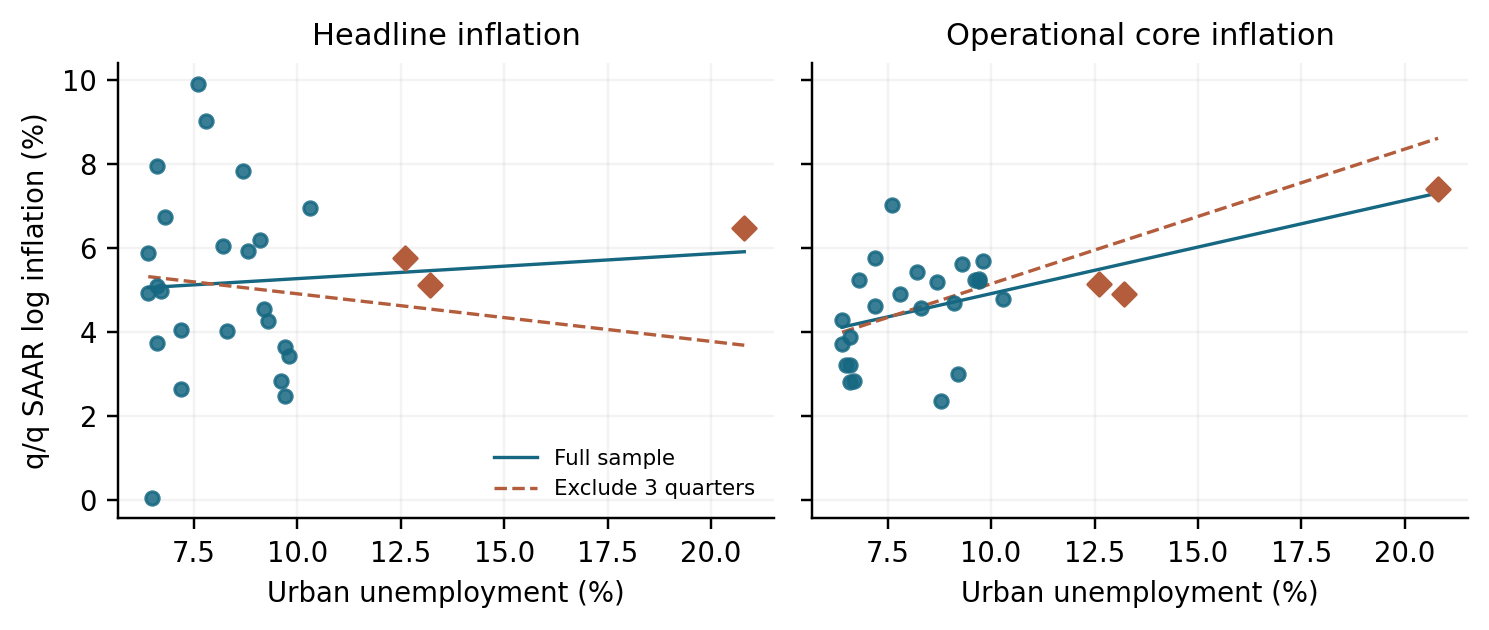 Headline inflation
Operational core inflation
q/q SAAR log inflation (%)
10
8
6
4
2
0
Full sample
Exclude 3 quarters
7.5 10.0 12.5 15.0 17.5 20.0
7.5 10.0 12.5 15.0 17.5 20.0
Urban unemployment (%)
Urban unemployment (%)